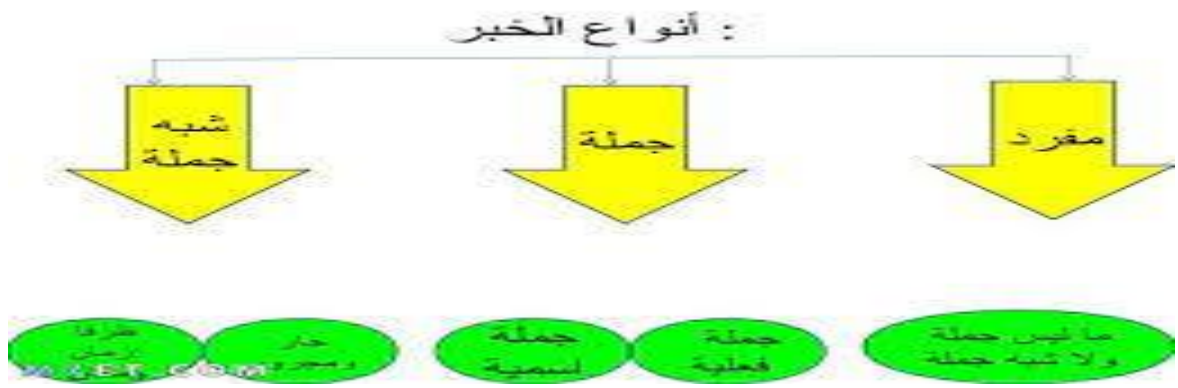 أنواع الخبر :
مفرد
جملة
شبه
جملة
ما ليس جملة
ولا شبه جملة
جملة
فعلية
جملة
اسمية
جار
ومجرور
ظرفا
زمان